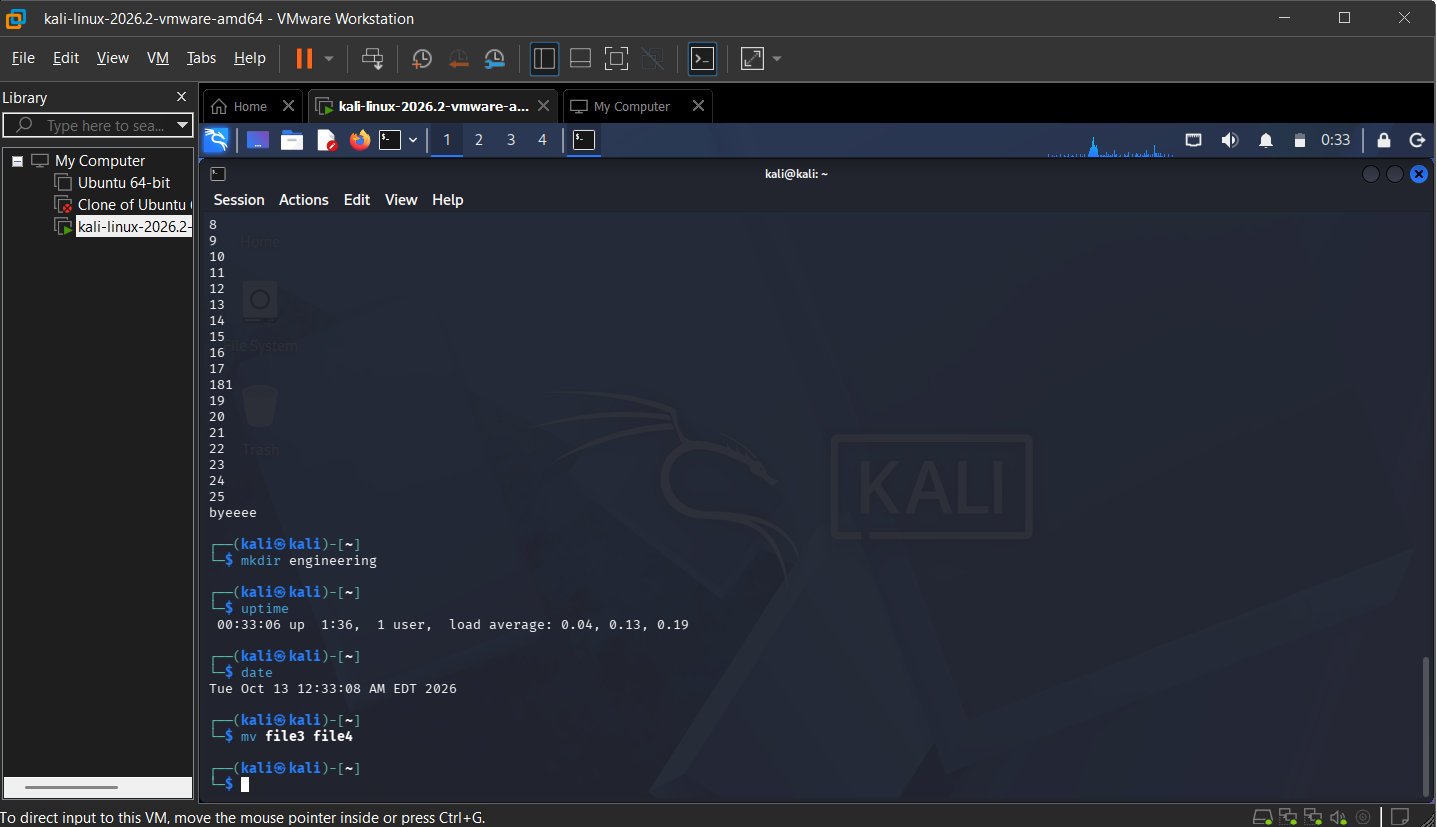 kali-linux-2026.2-vmware-amd64 - VMware Workstation
File Edit View VM Tabs Help
Library
Type here to sea...
My Computer
Ubuntu 64-bit
Clone of Ubuntu
kali-linux-2026.2-
Home
kali-linux-2026.2-vmware-a...
My Computer
1 2 3 4
0:33
kali@kali: ~
Session Actions Edit View Help
8
9
Home
10
11
12
13
14
15
File System
16
17
181
19
20
21
22
Trash
23
24
25
byeeee
KALI
┌──(kali㉿kali)-[~]
└─$ mkdir engineering
┌──(kali㉿kali)-[~]
└─$ uptime
00:33:06 up 1:36, 1 user, load average: 0.04, 0.13, 0.19
┌──(kali㉿kali)-[~]
└─$ date
Tue Oct 13 12:33:08 AM EDT 2026
┌──(kali㉿kali)-[~]
└─$ mv file3 file4
┌──(kali㉿kali)-[~]
└─$
To direct input to this VM, move the mouse pointer inside or press Ctrl+G.